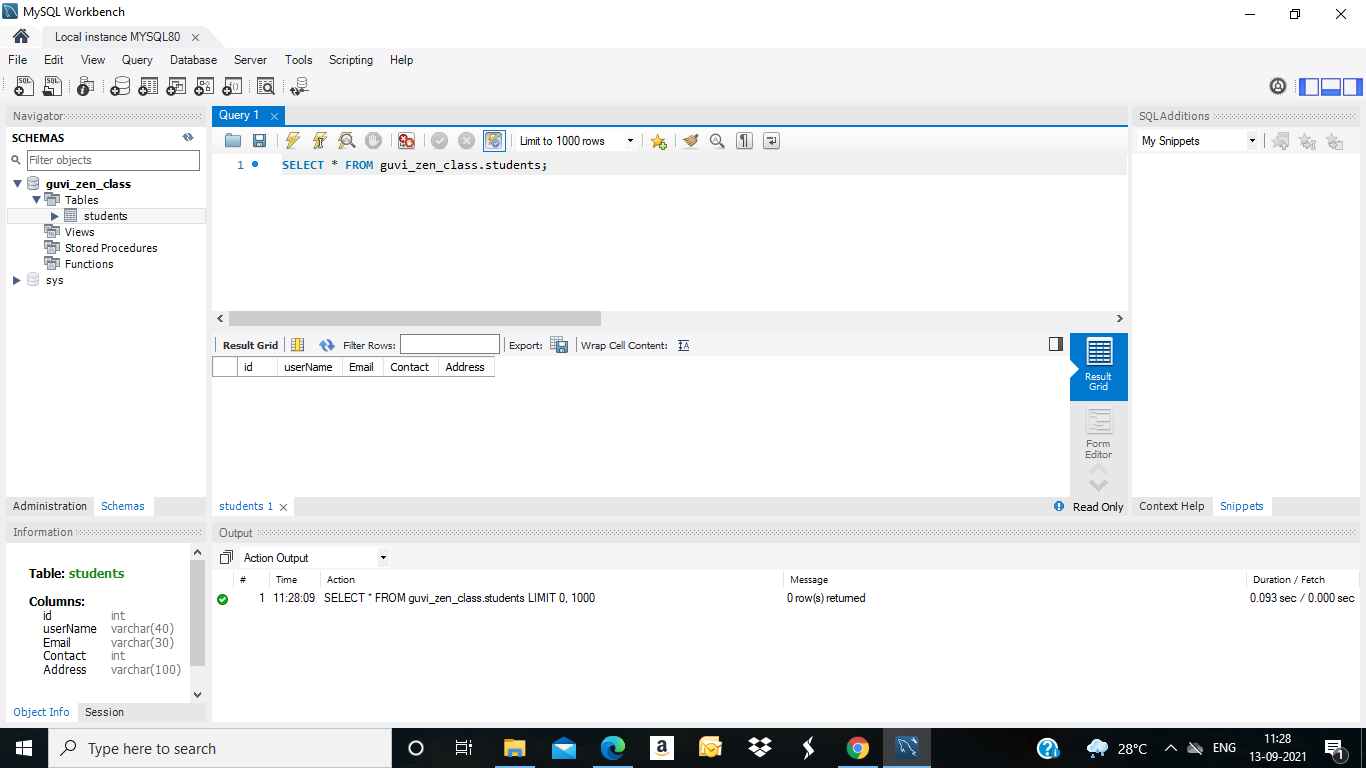 MySQL Workbench
Local instance MYSQL80
File Edit View Query Database Server Tools Scripting Help
Navigator
SCHEMAS
Filter objects
guvi_zen_class
Tables
students
Views
Stored Procedures
Functions
sys
Administration Schemas
Query 1
Limit to 1000 rows
1 SELECT * FROM guvi_zen_class.students;
Result Grid Filter Rows: Export: Wrap Cell Content:
id userName Email Contact Address
Result
Grid
Form
Editor
students 1
Read Only
SQLAdditions
My Snippets
Context Help Snippets
Information
Table: students
Columns:
id int
userName varchar(40)
Email varchar(30)
Contact int
Address varchar(100)
Object Info Session
Output
Action Output
# Time Action Message Duration / Fetch
1 11:28:09 SELECT * FROM guvi_zen_class.students LIMIT 0, 1000 0 row(s) returned 0.093 sec / 0.000 sec
Type here to search
28°C
ENG
11:28
13-09-2021
1